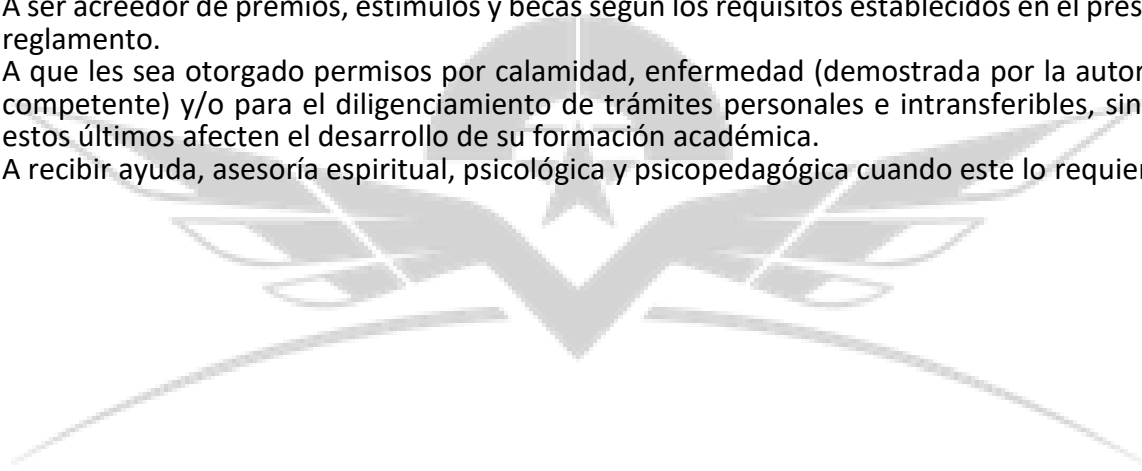 A ser acreedor de premios, estímulos y becas según los requisitos establecidos en el pres
reglamento.
A que les sea otorgado permisos por calamidad, enfermedad (demostrada por la autor
competente) y/o para el diligenciamiento de trámites personales e intransferibles, sin
estos últimos afecten el desarrollo de su formación académica.
A recibir ayuda, asesoría espiritual, psicológica y psicopedagógica cuando este lo requier